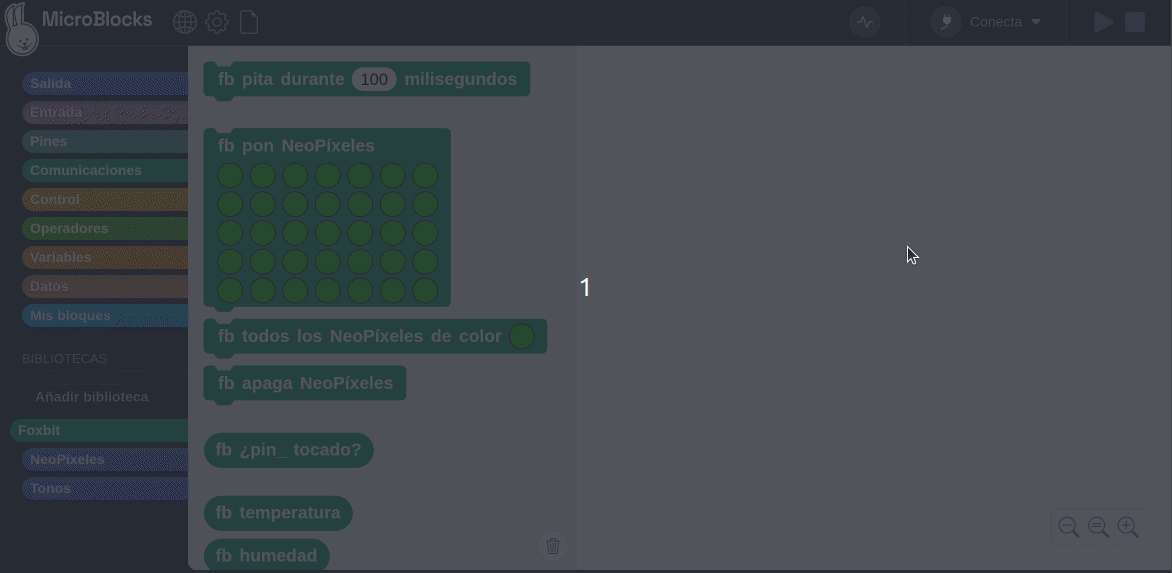 MicroBlocks
Conecta
Salida
Entrada
Pines
Comunicaciones
Control
Operadores
Variables
Datos
Mis bloques
BIBLIOTECAS
Añadir biblioteca
Foxbit
NeoPíxeles
Tonos
fb pita durante 100 milisegundos
fb pon NeoPíxeles
fb todos los NeoPíxeles de color
fb apaga NeoPíxeles
fb ¿pin_ tocado?
fb temperatura
fb humedad
1